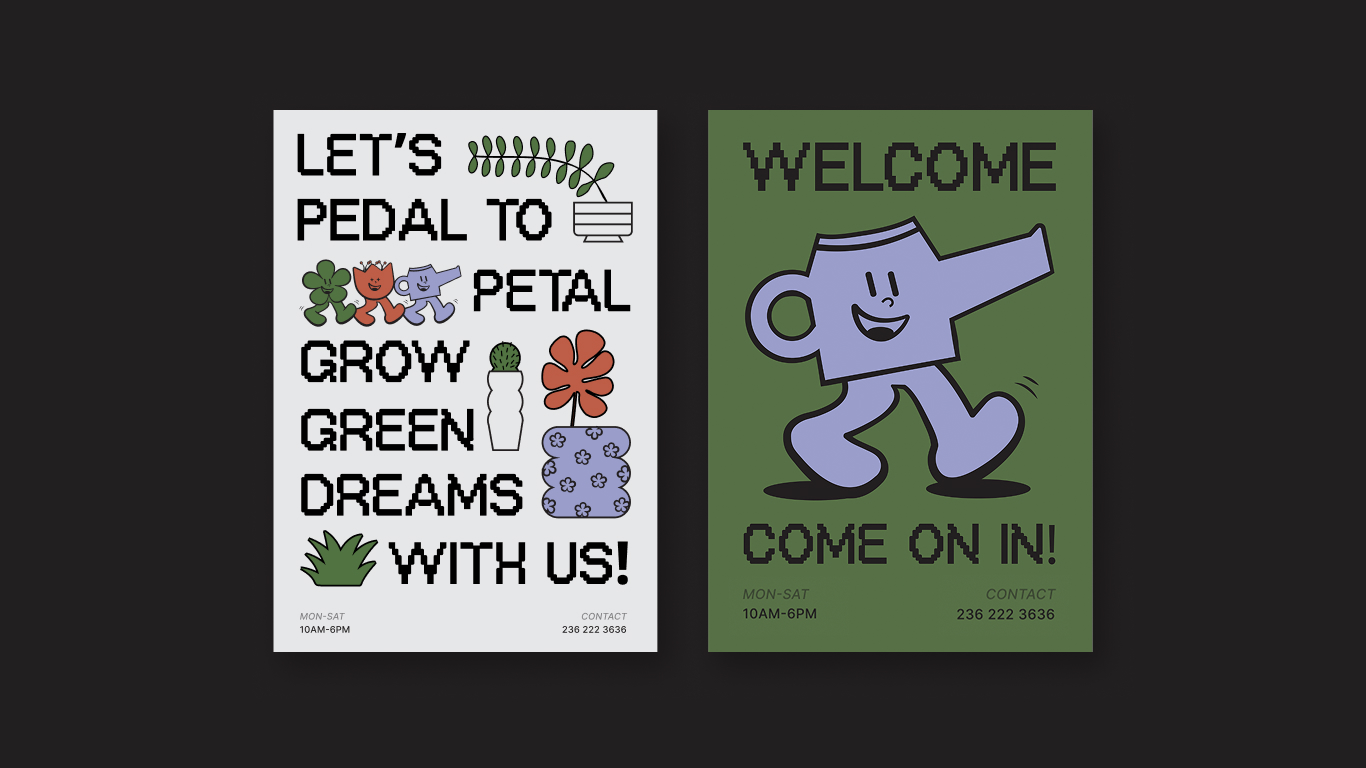 LET'S
PEDAL TO
PETAL
GROW
GREEN
DREAMS
WITH US!
MON-SAT
10AM-6PM
CONTACT
236 222 3636
WELCOME
COME ON IN!
MON-SAT
10AM-6PM
CONTACT
236 222 3636